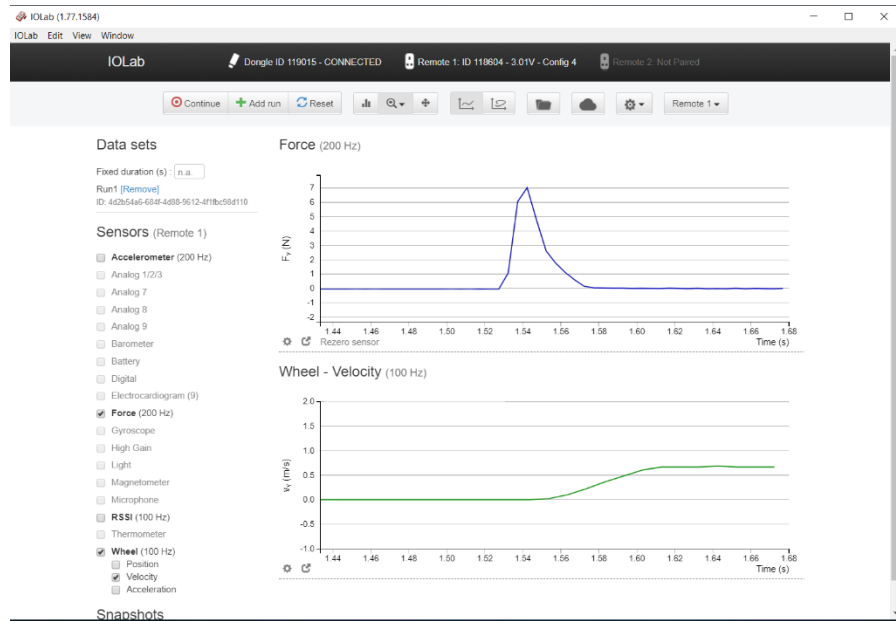 IOLab (1.77.1584)
IOLab Edit View Window
IOLab Dongle ID 119015 - CONNECTED Remote 1: ID 118604 - 3.01V - Config 4 Remote 2: Not Paired
Continue Add run Reset Remote 1
Data sets
Fixed duration (s) : n.a.
Run1 [Remove]
ID: 4d2b54a6-684f-4d88-9612-4f1fbc98d110
Sensors (Remote 1)
Accelerometer (200 Hz)
Analog 1/2/3
Analog 7
Analog 8
Analog 9
Barometer
Battery
Digital
Electrocardiogram (9)
Force (200 Hz)
Gyroscope
High Gain
Light
Magnetometer
Microphone
RSSI (100 Hz)
Thermometer
Wheel (100 Hz)
Position
Velocity
Acceleration
Snapshots
Force (200 Hz)
7
6
5
4
3
2
1
0
-1
-2
Fy (N)
1.44 1.46 1.48 1.50 1.52 1.54 1.56 1.58 1.60 1.62 1.64 1.66 1.68
Rezero sensor Time (s)
Wheel - Velocity (100 Hz)
2.0
1.5
1.0
0.5
0.0
-0.5
-1.0
vy (m/s)
1.44 1.46 1.48 1.50 1.52 1.54 1.56 1.58 1.60 1.62 1.64 1.66 1.68
Time (s)